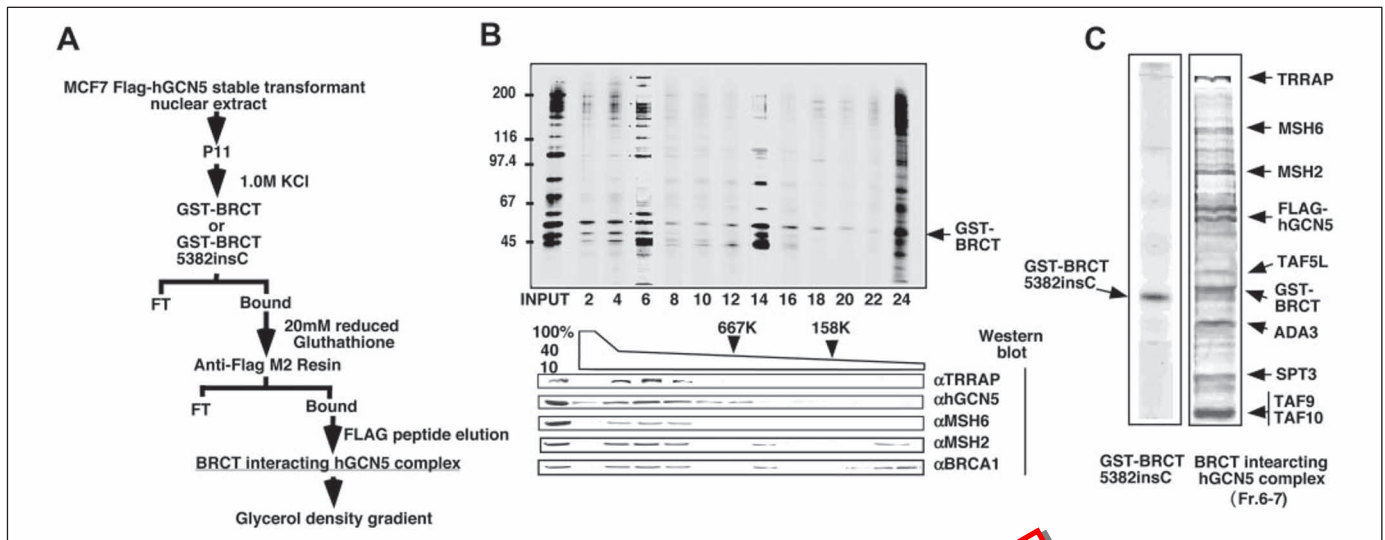 A
MCF7 Flag-hGCN5 stable transformant
nuclear extract
P11
1.0M KCl
GST-BRCT
or
GST-BRCT
5382insC
FT
Bound
20mM reduced
Gluthathione
Anti-Flag M2 Resin
FT
Bound
FLAG peptide elution
BRCT interacting hGCN5 complex
Glycerol density gradient
B
200
116
97.4
67
45
GST-
BRCT
INPUT 2 4 6 8 10 12 14 16 18 20 22 24
100%
40
10
667K
158K
Western
blot
αTRRAP
αhGCN5
αMSH6
αMSH2
αBRCA1
C
TRRAP
MSH6
MSH2
FLAG-
hGCN5
TAF5L
GST-BRCT
5382insC
GST-
BRCT
ADA3
SPT3
TAF9
TAF10
GST-BRCT
5382insC
BRCT intearcting
hGCN5 complex
(Fr.6-7)